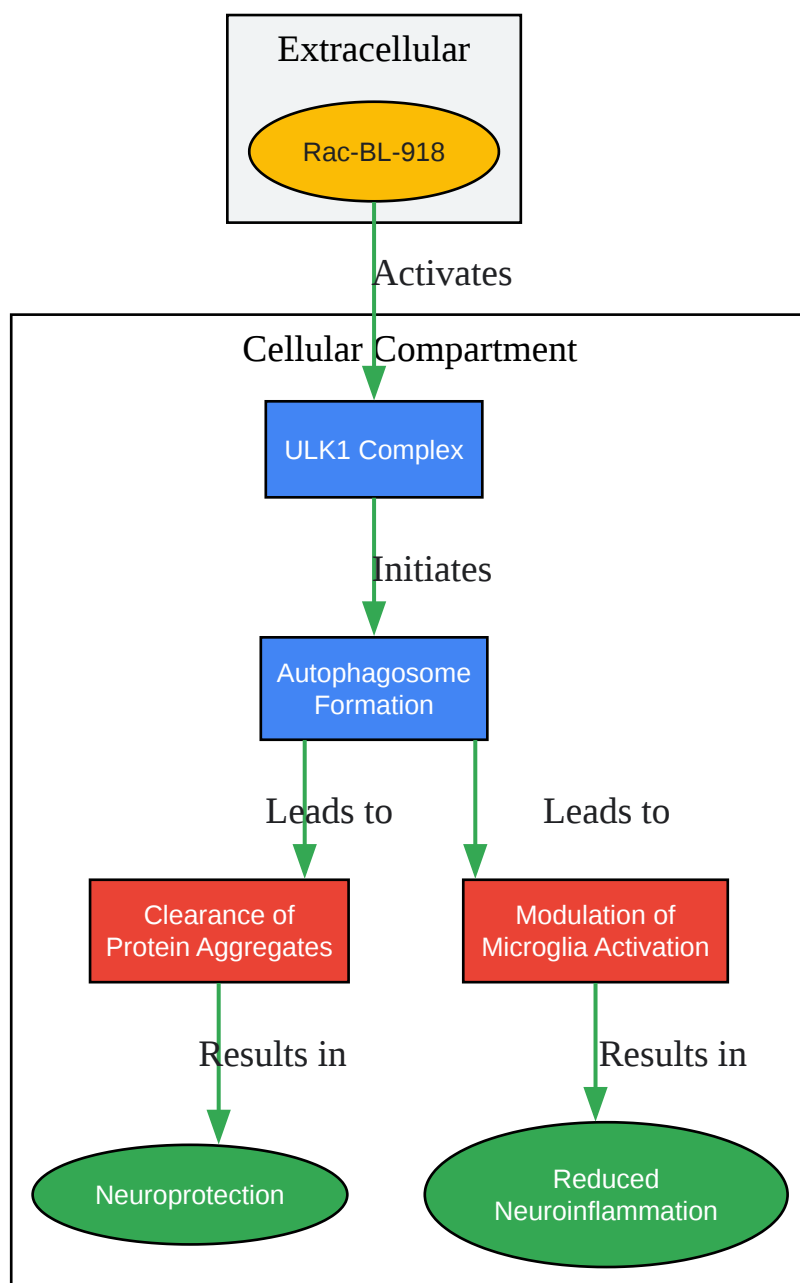 Extracellular
Rac-BL-918
Activates
Cellular Compartment
ULK1 Complex
Initiates
Autophagosome
Formation
Leads to
Leads to
Clearance of
Protein Aggregates
Modulation of
Microglia Activation
Results in
Results in
Neuroprotection
Reduced
Neuroinflammation